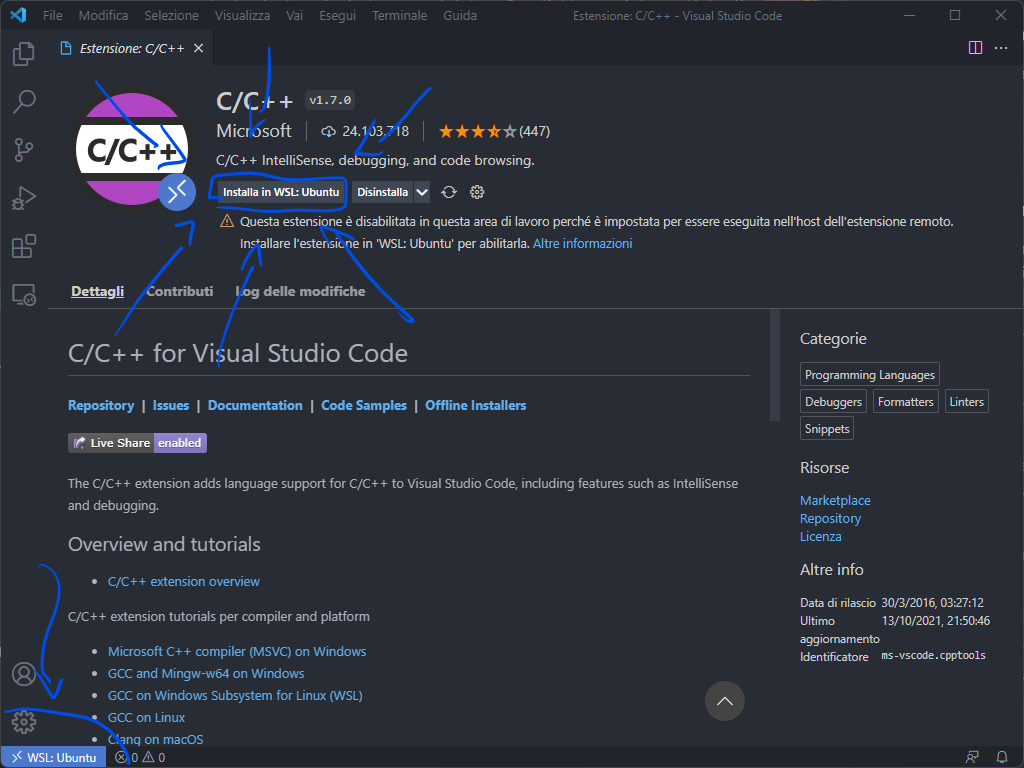 File Modifica Selezione Visualizza Vai Esegui Terminale Guida Estensione: C/C++ - Visual Studio Code
Estensione: C/C++
C/C++
C/C++ v1.7.0
Microsoft 24.103.718 (447)
C/C++ IntelliSense, debugging, and code browsing.
Installa in WSL: Ubuntu Disinstalla
Questa estensione è disabilitata in questa area di lavoro perché è impostata per essere eseguita nell'host dell'estensione remoto.
Installare l'estensione in 'WSL: Ubuntu' per abilitarla. Altre informazioni
Dettagli Contributi Log delle modifiche
C/C++ for Visual Studio Code
Repository | Issues | Documentation | Code Samples | Offline Installers
Live Share enabled
The C/C++ extension adds language support for C/C++ to Visual Studio Code, including features such as IntelliSense
and debugging.
Overview and tutorials
C/C++ extension overview
C/C++ extension tutorials per compiler and platform
Microsoft C++ compiler (MSVC) on Windows
GCC and Mingw-w64 on Windows
GCC on Windows Subsystem for Linux (WSL)
GCC on Linux
Clang on macOS
Categorie
Programming Languages
Debuggers Formatters Linters
Snippets
Risorse
Marketplace
Repository
Licenza
Altre info
Data di rilascio 30/3/2016, 03:27:12
Ultimo 13/10/2021, 21:50:46
aggiornamento
Identificatore ms-vscode.cpptools
WSL: Ubuntu 0 0